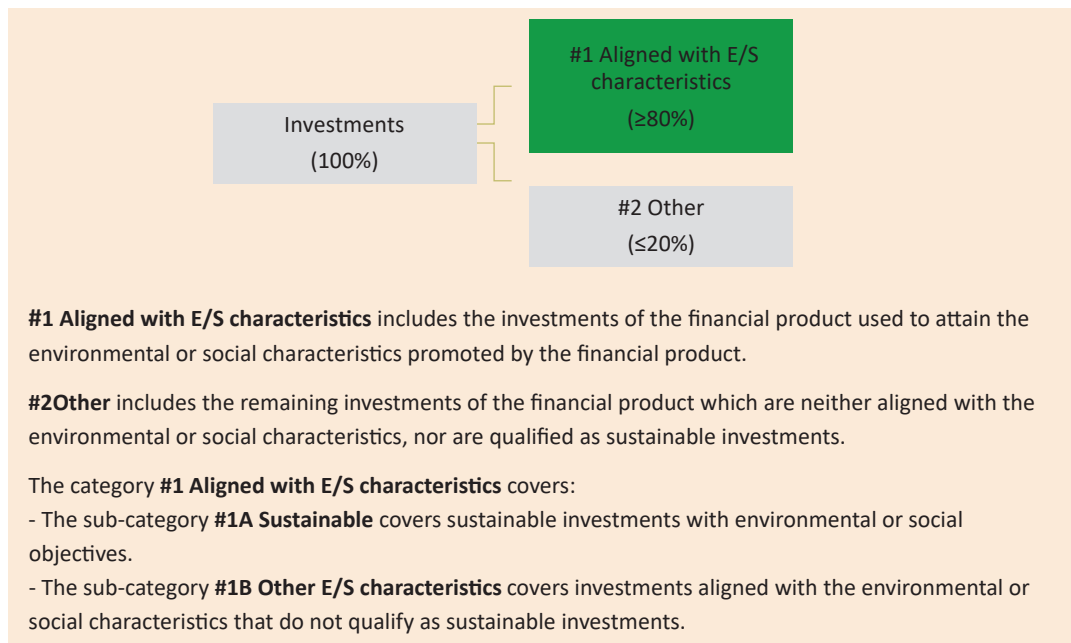 #1 Aligned with E/S
characteristics
(≥80%)
Investments
(100%)
#2 Other
(≤20%)
#1 Aligned with E/S characteristics includes the investments of the financial product used to attain the
environmental or social characteristics promoted by the financial product.
#2Other includes the remaining investments of the financial product which are neither aligned with the
environmental or social characteristics, nor are qualified as sustainable investments.
The category #1 Aligned with E/S characteristics covers:
- The sub-category #1A Sustainable covers sustainable investments with environmental or social
objectives.
- The sub-category #1B Other E/S characteristics covers investments aligned with the environmental or
social characteristics that do not qualify as sustainable investments.